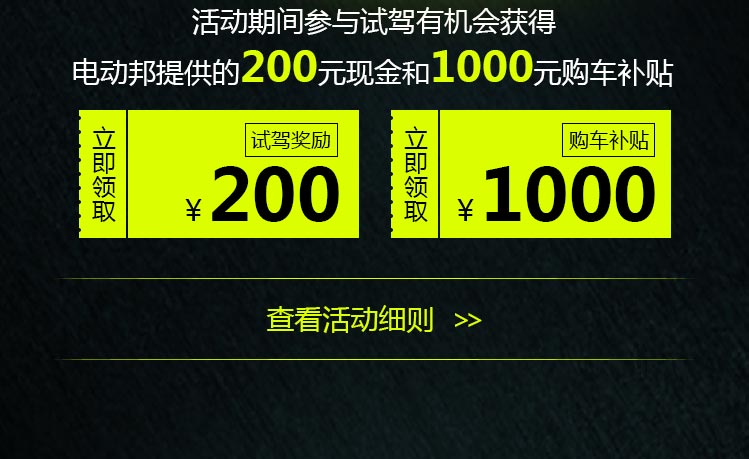 活动期间参与试驾有机会获得
电动邦提供的200元现金和1000元购车补贴
立即领取
试驾奖励
¥200
立即领取
购车补贴
¥1000
查看活动细则 >>